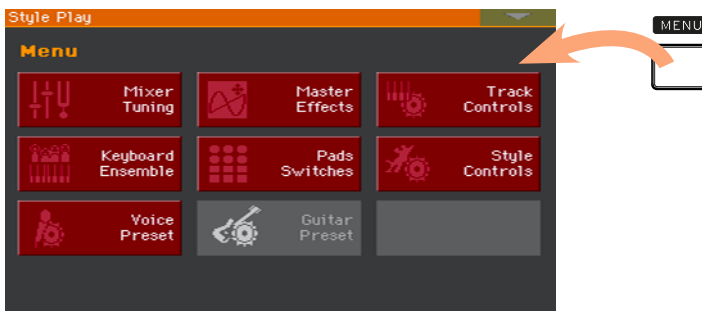 Style Play
MENU
Menu
Mixer
Tuning
Master
Effects
Track
Controls
Keyboard
Ensemble
Pads
Switches
Style
Controls
Voice
Preset
Guitar
Preset